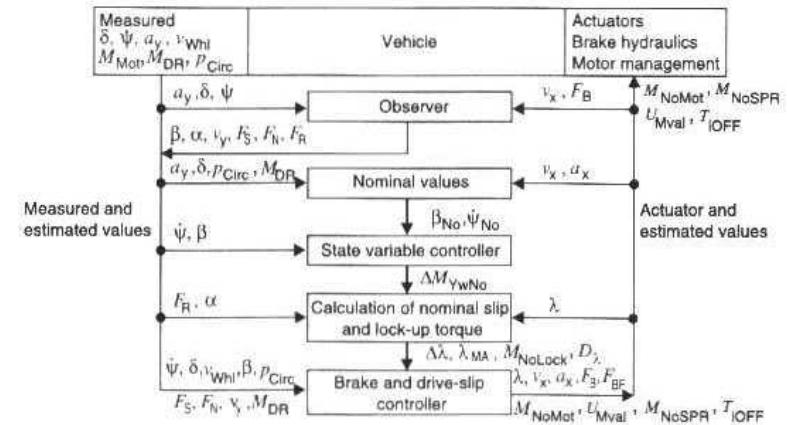 Measured
δ, ψ, a_y, v_Whl
M_Mot, M_DR, p_Circ
Vehicle
Actuators
Brake hydraulics
Motor management
a_y, δ, ψ
Observer
v_x, F_B
M_NoMot, M_NoSPR
U_Mval, T_iOFF
β, α, v_y, F_S, F_N, F_R
a_y, δ, p_Circ, M_DR
Nominal values
v_x, a_x
Measured and
estimated values
β_No, ψ̇_No
Actuator and
estimated values
ψ̇, β
State variable controller
ΔM_YwNo
F_R, α
Calculation of nominal slip
and lock-up torque
λ
Δλ, λ_MA, M_NoLock, D_λ
ψ̇, δ, v_Whl, β, p_Circ
F_S, F_N, v_y, M_DR
Brake and drive-slip
controller
λ, v_x, a_x, F_B, F_BF
M_NoMot, U_Mval, M_NoSPR, T_iOFF